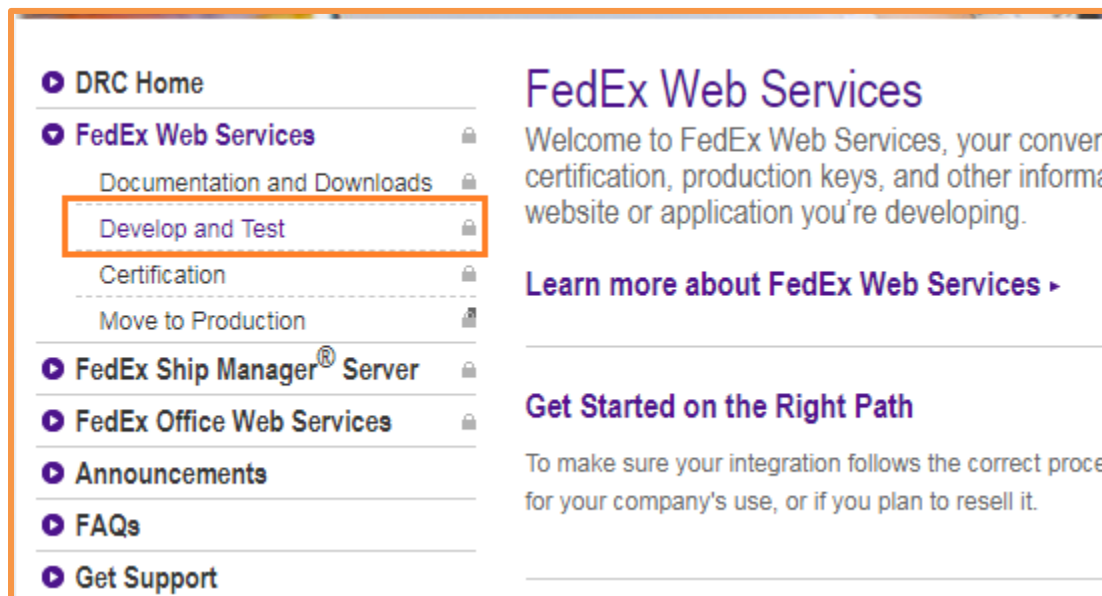 DRC Home
FedEx Web Services
Documentation and Downloads
Develop and Test
Certification
Move to Production
FedEx Ship Manager® Server
FedEx Office Web Services
Announcements
FAQs
Get Support
FedEx Web Services
Welcome to FedEx Web Services, your conver
certification, production keys, and other informa
website or application you're developing.
Learn more about FedEx Web Services ▸
Get Started on the Right Path
To make sure your integration follows the correct proce
for your company's use, or if you plan to resell it.